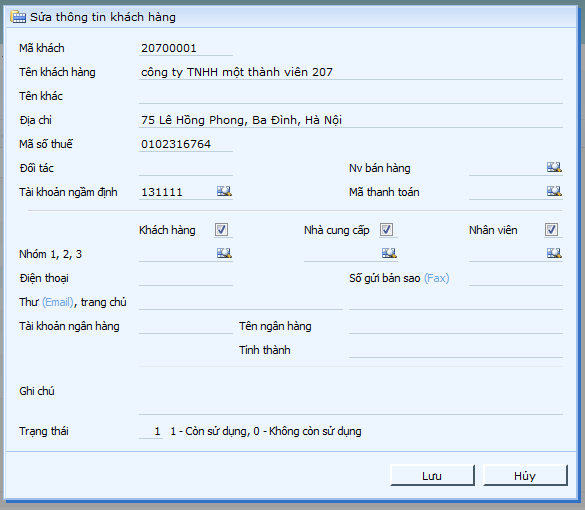 Sửa thông tin khách hàng
Mã khách 20700001
Tên khách hàng công ty TNHH một thành viên 207
Tên khác
Địa chỉ 75 Lê Hồng Phong, Ba Đình, Hà Nội
Mã số thuế 0102316764
Đối tác Nv bán hàng
Tài khoản ngầm định 131111 Mã thanh toán
Khách hàng Nhà cung cấp Nhân viên
Nhóm 1, 2, 3
Điện thoại Số gửi bản sao (Fax)
Thư (Email), trang chủ
Tài khoản ngân hàng Tên ngân hàng
Tỉnh thành
Ghi chú
Trạng thái 1 1 - Còn sử dụng, 0 - Không còn sử dụng
Lưu Hủy